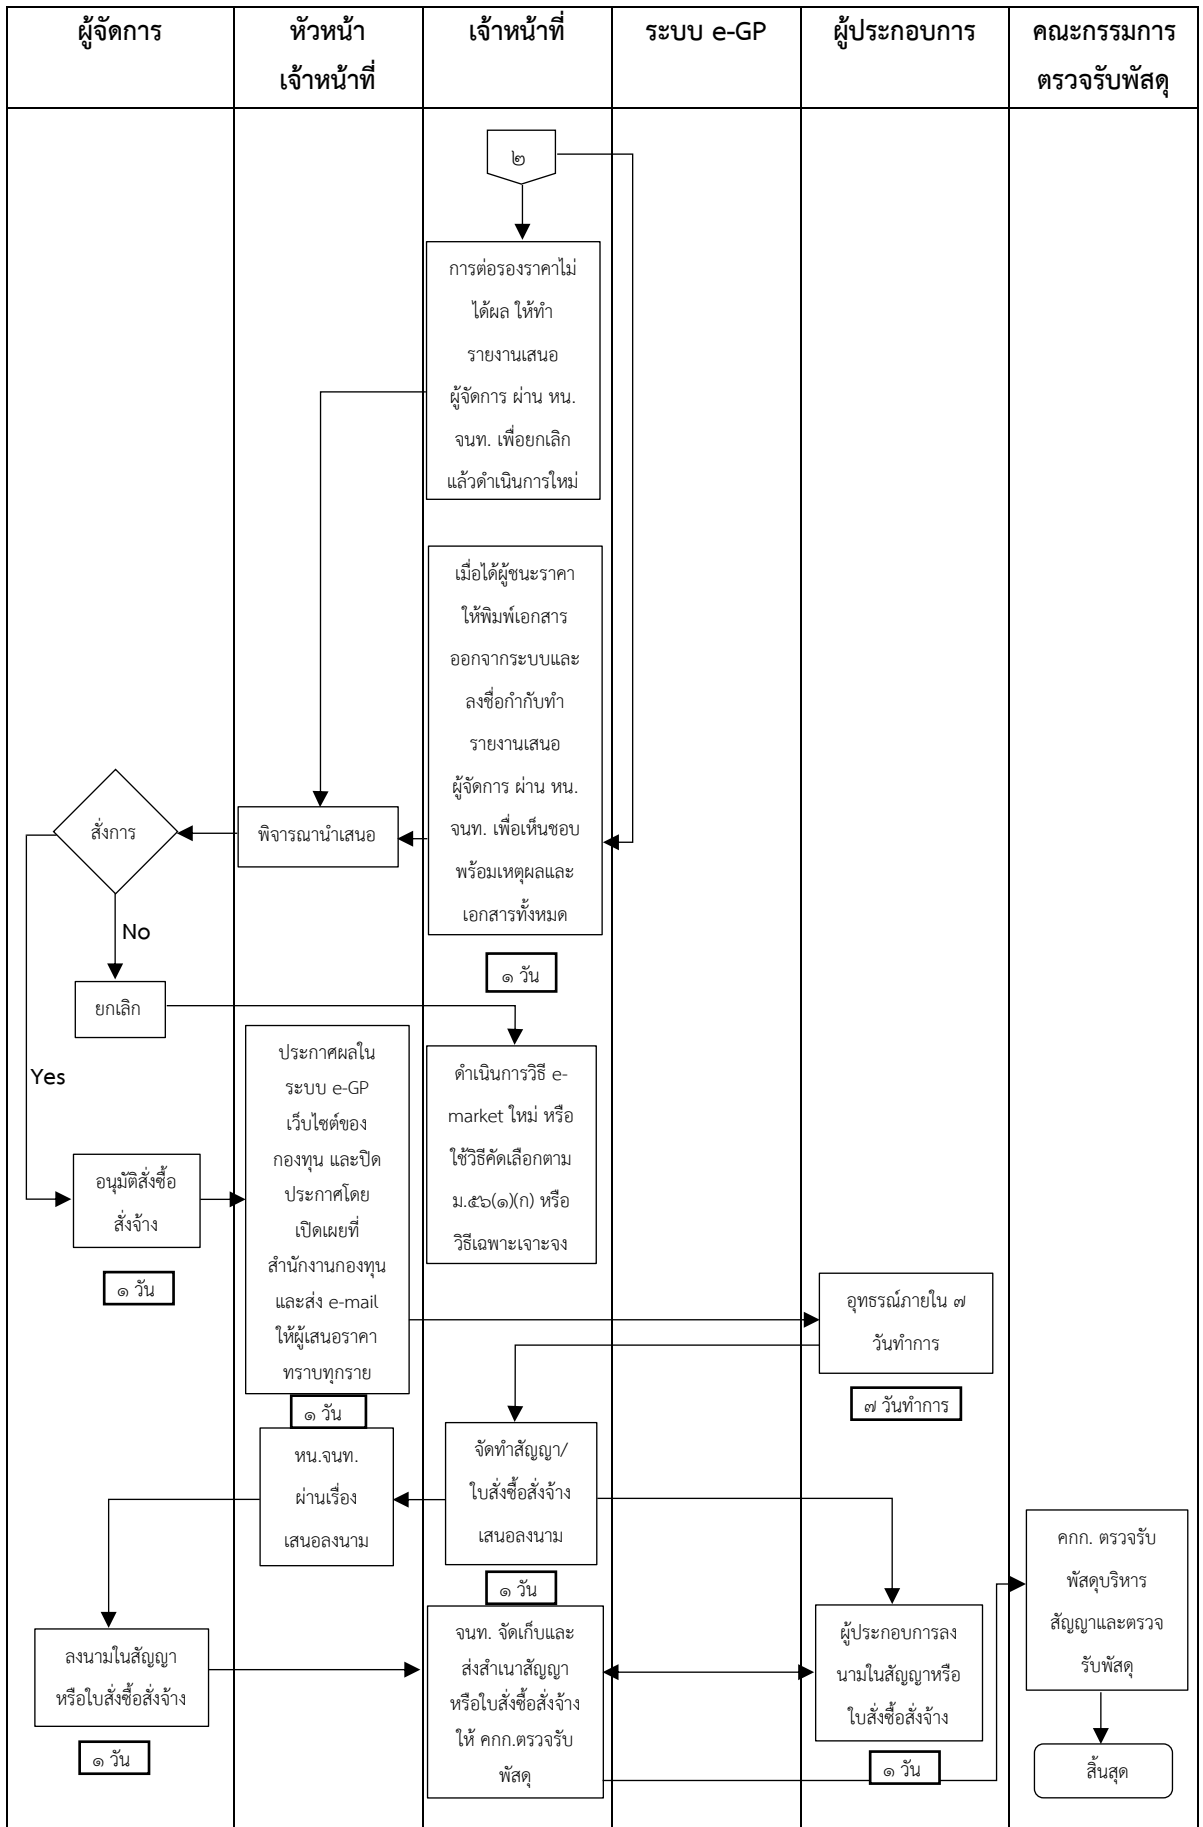 ผู้จัดการ
หัวหน้า
เจ้าหน้าที่
เจ้าหน้าที่
ระบบ e-GP
ผู้ประกอบการ
คณะกรรมการ
ตรวจรับพัสดุ
๒
การต่อรองราคาไม่
ได้ผล ให้ทำ
รายงานเสนอ
ผู้จัดการ ผ่าน หน.
จนท. เพื่อยกเลิก
แล้วดำเนินการใหม่
เมื่อได้ผู้ชนะราคา
ให้พิมพ์เอกสาร
ออกจากระบบและ
ลงชื่อกำกับทำ
รายงานเสนอ
ผู้จัดการ ผ่าน หน.
จนท. เพื่อเห็นชอบ
พร้อมเหตุผลและ
เอกสารทั้งหมด
๑ วัน
พิจารณานำเสนอ
สั่งการ
No
ยกเลิก
Yes
ดำเนินการวิธี e-
market ใหม่ หรือ
ใช้วิธีคัดเลือกตาม
ม.๕๖(๑)(ก) หรือ
วิธีเฉพาะเจาะจง
อนุมัติสั่งซื้อ
สั่งจ้าง
๑ วัน
ประกาศผลใน
ระบบ e-GP
เว็บไซต์ของ
กองทุน และปิด
ประกาศโดย
เปิดเผยที่
สำนักงานกองทุน
และส่ง e-mail
ให้ผู้เสนอราคา
ทราบทุกราย
๑ วัน
อุทธรณ์ภายใน ๗
วันทำการ
๗ วันทำการ
จัดทำสัญญา/
ใบสั่งซื้อสั่งจ้าง
เสนอลงนาม
๑ วัน
หน.จนท.
ผ่านเรื่อง
เสนอลงนาม
ลงนามในสัญญา
หรือใบสั่งซื้อสั่งจ้าง
๑ วัน
จนท. จัดเก็บและ
ส่งสำเนาสัญญา
หรือใบสั่งซื้อสั่งจ้าง
ให้ คกก.ตรวจรับ
พัสดุ
ผู้ประกอบการลง
นามในสัญญาหรือ
ใบสั่งซื้อสั่งจ้าง
๑ วัน
คกก. ตรวจรับ
พัสดุบริหาร
สัญญาและตรวจ
รับพัสดุ
สิ้นสุด